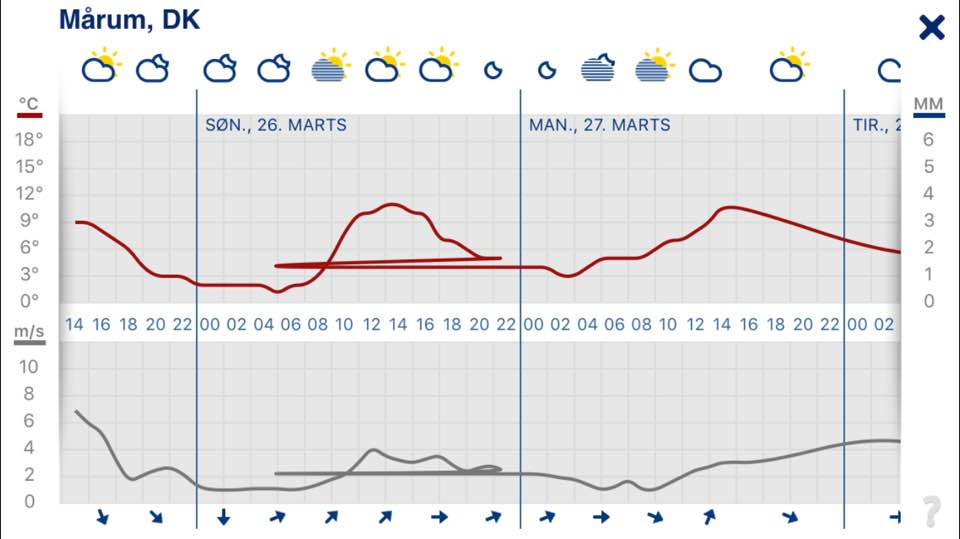 Mårum, DK
°C
MM
SØN., 26. MARTS
MAN., 27. MARTS
TIR., 2
18°
6
15°
5
12°
4
9°
3
6°
2
3°
1
0°
0
14 16 18 20 22 00 02 04 06 08 10 12 14 16 18 20 22 00 02 04 06 08 10 12 14 16 18 20 22 00 02
m/s
10
8
6
4
2
0
?